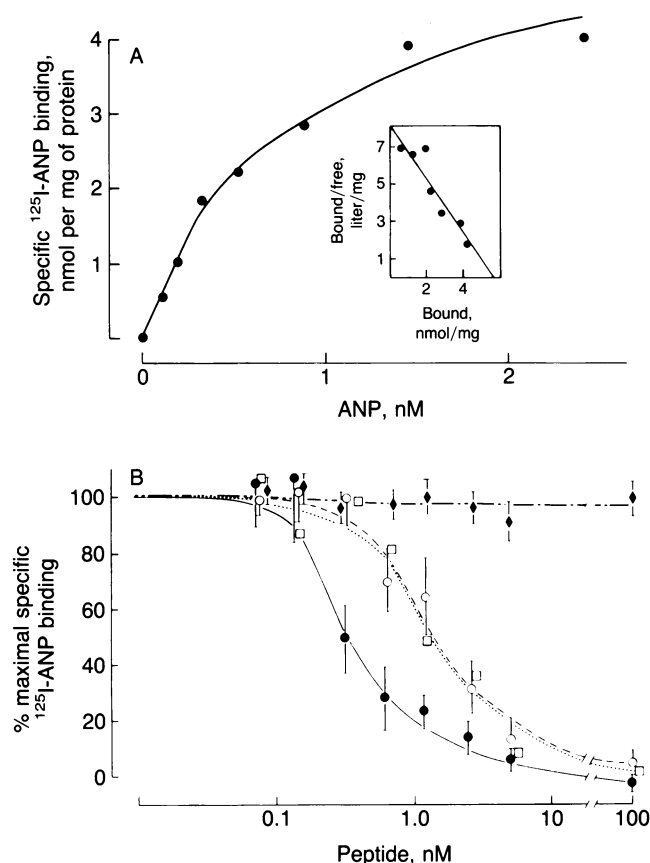 A
Specific ¹²⁵I-ANP binding,
nmol per mg of protein
4
3
2
1
0
1
2
ANP, nM
Bound/free,
liter/mg
7
5
3
1
2
4
Bound,
nmol/mg
B
% maximal specific
¹²⁵I-ANP binding
100
80
60
40
20
0
0.1
1.0
10
100
Peptide, nM